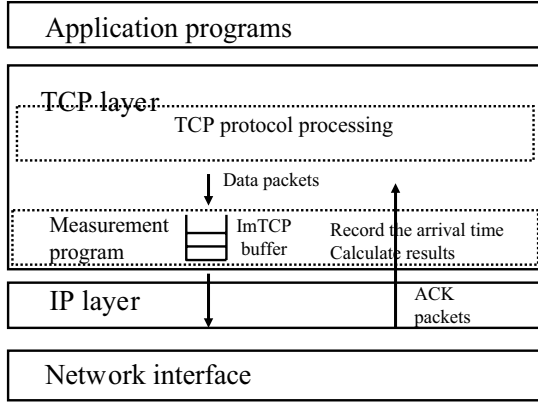 Application programs
TCP layer
TCP protocol processing
Data packets
Measurement
program
ImTCP
buffer
Record the arrival time
Calculate results
IP layer
ACK
packets
Network interface